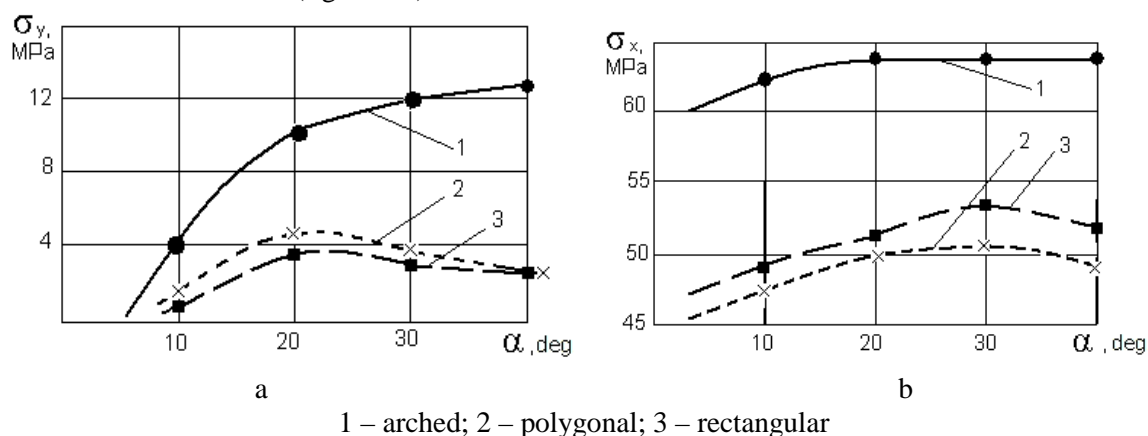 σy,
MPa
12
8
4
10
20
30
α, deg
1
2
3
a
σx,
MPa
60
55
50
45
10
20
30
α, deg
1
2
3
b
1 – arched; 2 – polygonal; 3 – rectangular